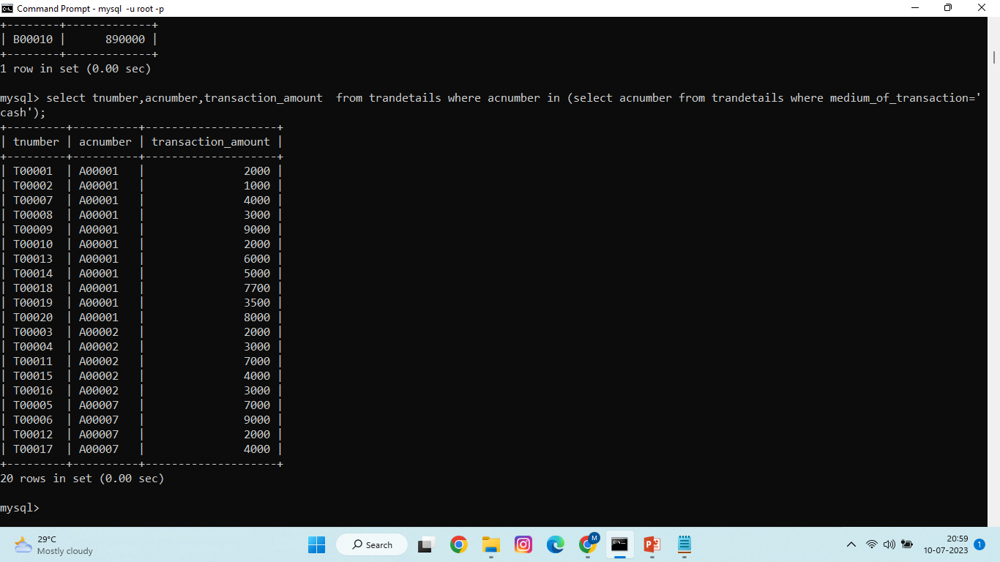 Command Prompt - mysql -u root -p
+--------+-------------+
| B00010 |      890000 |
+--------+-------------+
1 row in set (0.00 sec)
mysql> select tnumber,acnumber,transaction_amount  from trandetails where acnumber in (select acnumber from trandetails where medium_of_transaction='
cash');
+---------+----------+--------------------+
| tnumber | acnumber | transaction_amount |
+---------+----------+--------------------+
| T00001  | A00001   |               2000 |
| T00002  | A00001   |               1000 |
| T00007  | A00001   |               4000 |
| T00008  | A00001   |               3000 |
| T00009  | A00001   |               9000 |
| T00010  | A00001   |               2000 |
| T00013  | A00001   |               6000 |
| T00014  | A00001   |               5000 |
| T00018  | A00001   |               7700 |
| T00019  | A00001   |               3500 |
| T00020  | A00001   |               8000 |
| T00003  | A00002   |               2000 |
| T00004  | A00002   |               3000 |
| T00011  | A00002   |               7000 |
| T00015  | A00002   |               4000 |
| T00016  | A00002   |               3000 |
| T00005  | A00007   |               7000 |
| T00006  | A00007   |               9000 |
| T00012  | A00007   |               2000 |
| T00017  | A00007   |               4000 |
+---------+----------+--------------------+
20 rows in set (0.00 sec)
mysql>
29°C
Mostly cloudy
Search
M
20:59
10-07-2023
1